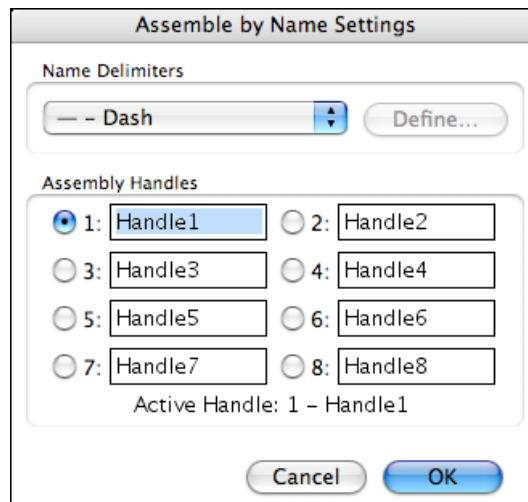 Assemble by Name Settings
Name Delimiters
— – Dash
Define...
Assembly Handles
1: Handle1 2: Handle2
3: Handle3 4: Handle4
5: Handle5 6: Handle6
7: Handle7 8: Handle8
Active Handle: 1 – Handle1
Cancel OK